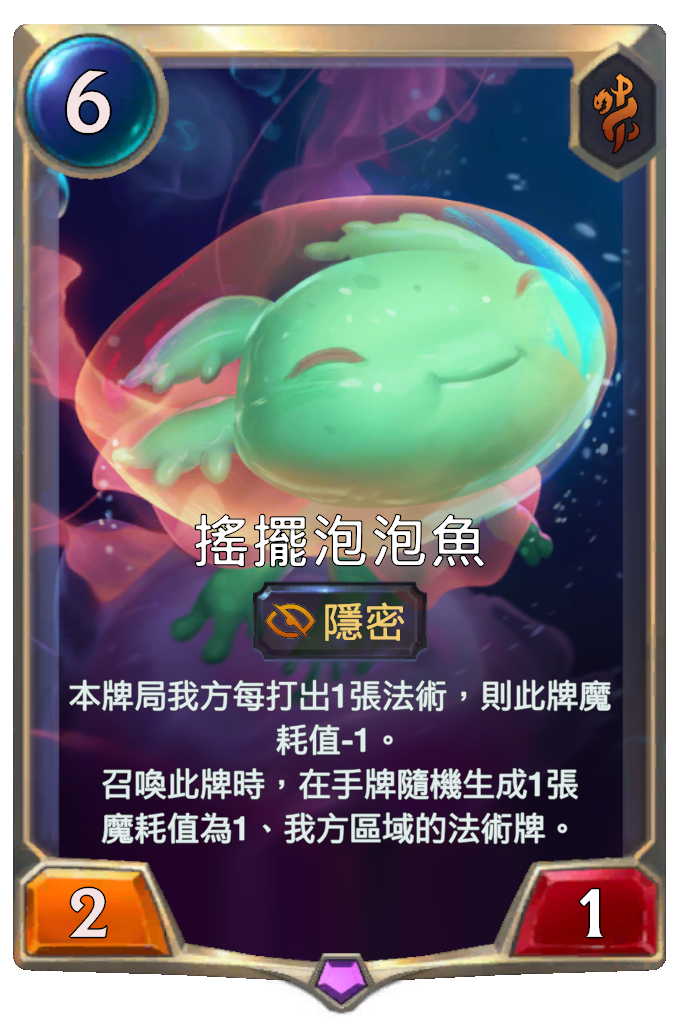 6
搖擺泡泡魚
隱密
本牌局我方每打出1張法術，則此牌魔
耗值-1。
召喚此牌時，在手牌隨機生成1張
魔耗值為1、我方區域的法術牌。
2
1